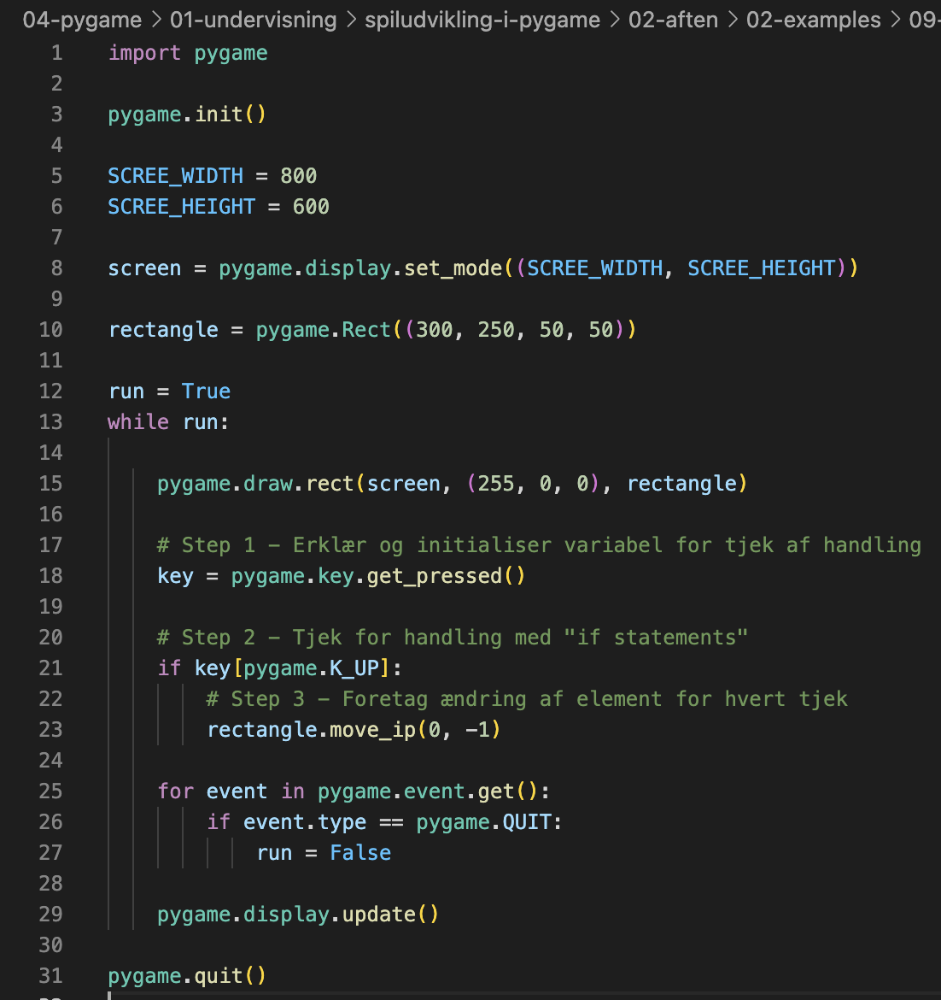 04-pygame > 01-undervisning > spiludvikling-i-pygame > 02-aften > 02-examples > 09-
1 import pygame
2
3 pygame.init()
4
5 SCREE_WIDTH = 800
6 SCREE_HEIGHT = 600
7
8 screen = pygame.display.set_mode((SCREE_WIDTH, SCREE_HEIGHT))
9
10 rectangle = pygame.Rect((300, 250, 50, 50))
11
12 run = True
13 while run:
14
15 pygame.draw.rect(screen, (255, 0, 0), rectangle)
16
17 # Step 1 - Erklær og initialiser variabel for tjek af handling
18 key = pygame.key.get_pressed()
19
20 # Step 2 - Tjek for handling med "if statements"
21 if key[pygame.K_UP]:
22 # Step 3 - Foretag ændring af element for hvert tjek
23 rectangle.move_ip(0, -1)
24
25 for event in pygame.event.get():
26 if event.type == pygame.QUIT:
27 run = False
28
29 pygame.display.update()
30
31 pygame.quit()